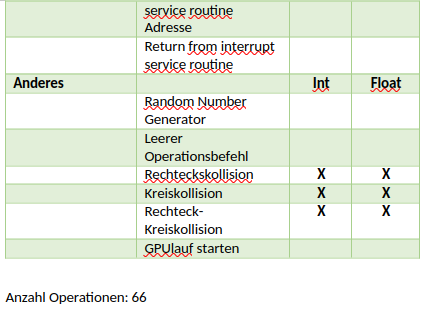 service routine
Adresse
Return from interrupt
service routine
Anderes Int Float
Random Number
Generator
Leerer
Operationsbefehl
Rechteckskollision X X
Kreiskollision X X
Rechteck- X X
Kreiskollision
GPUlauf starten
Anzahl Operationen: 66